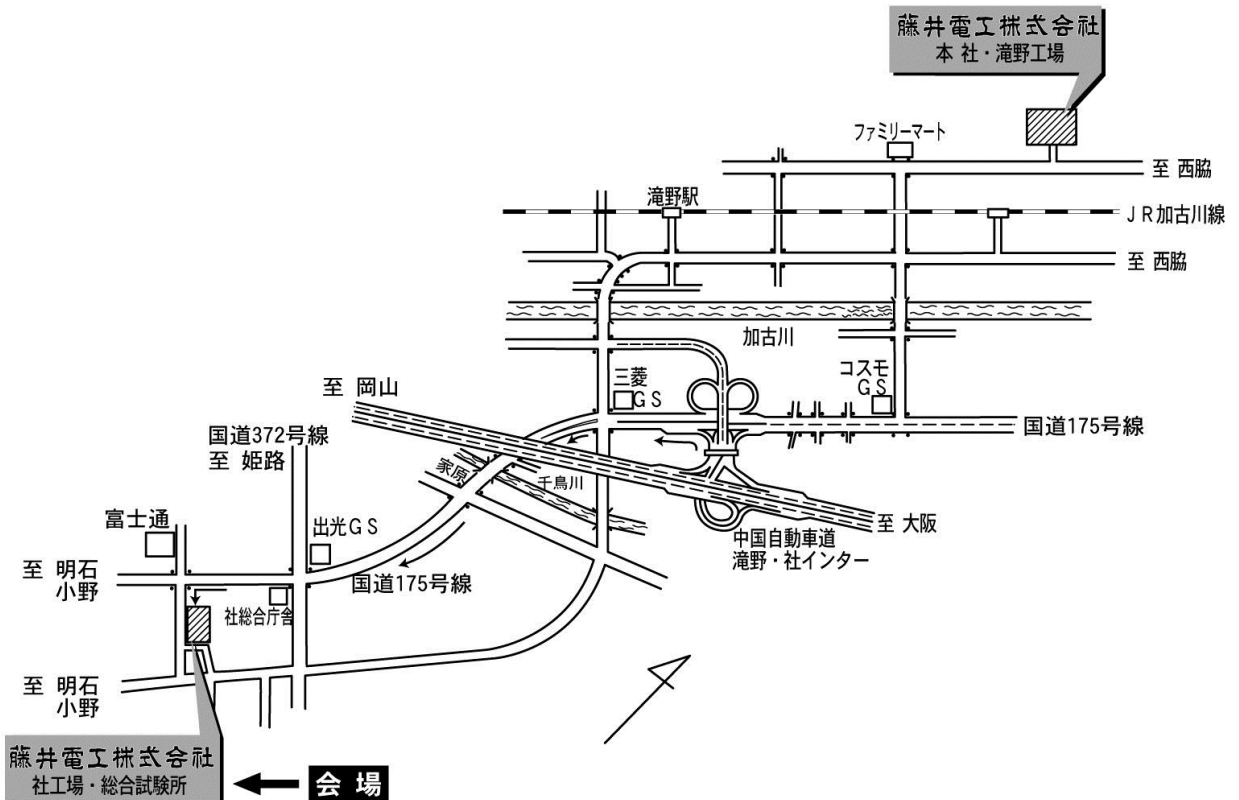 藤井電工株式会社
本 社・滝野工場
ファミリーマート
至 西脇
滝野駅
JR加古川線
至 西脇
加古川
コスモ
GS
三菱
GS
至 岡山
国道175号線
国道372号線
至 姫路
家原
千鳥川
富士通
出光GS
至 大阪
中国自動車道
滝野・社インター
至 明石
小野
国道175号線
社総合庁舎
至 明石
小野
藤井電工株式会社
社工場・総合試験所
会 場